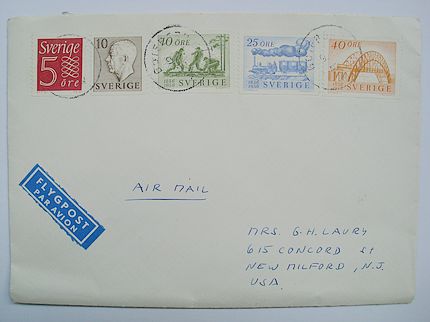 Sverige
5
öre
10
SVERIGE
10 ÖRE
SVERIGE
25
ÖRE
SVERIGE
40
ÖRE
SVERIGE
AIR MAIL
FLYGPOST
PAR AVION
MRS. G.H. LAURY
615 CONCORD St
NEW MILFORD, N.J.
USA.